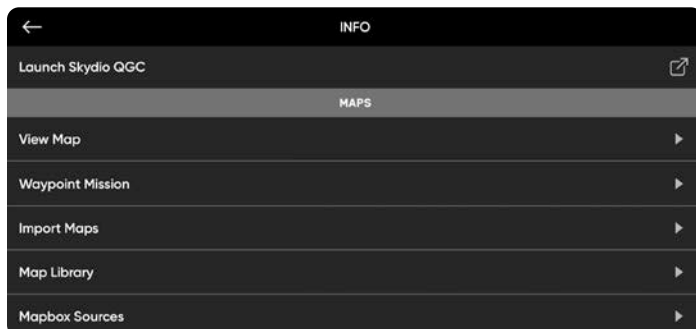 INFO
Launch Skydio QGC
MAPS
View Map
Waypoint Mission
Import Maps
Map Library
Mapbox Sources